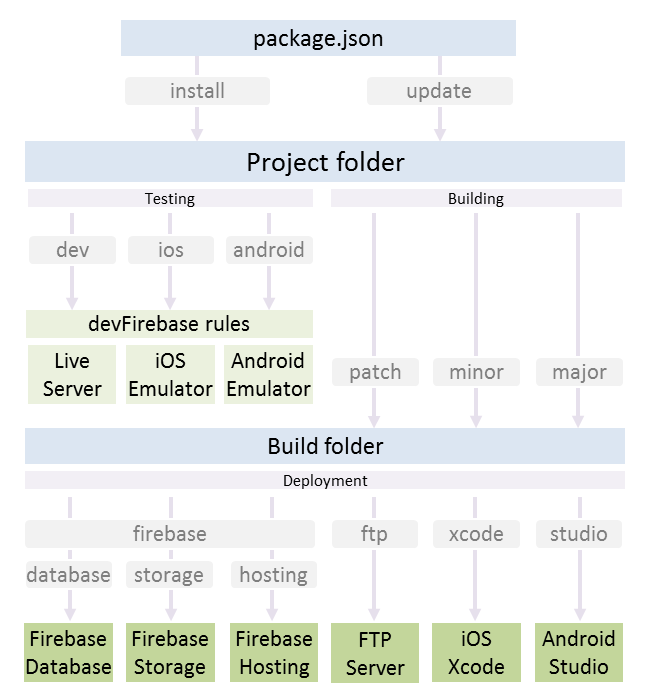 package.json
install
update
Project folder
Testing
Building
dev
ios
android
devFirebase rules
Live
Server
iOS
Emulator
Android
Emulator
patch
minor
major
Build folder
Deployment
firebase
ftp
xcode
studio
database
storage
hosting
Firebase
Database
Firebase
Storage
Firebase
Hosting
FTP
Server
iOS
Xcode
Android
Studio